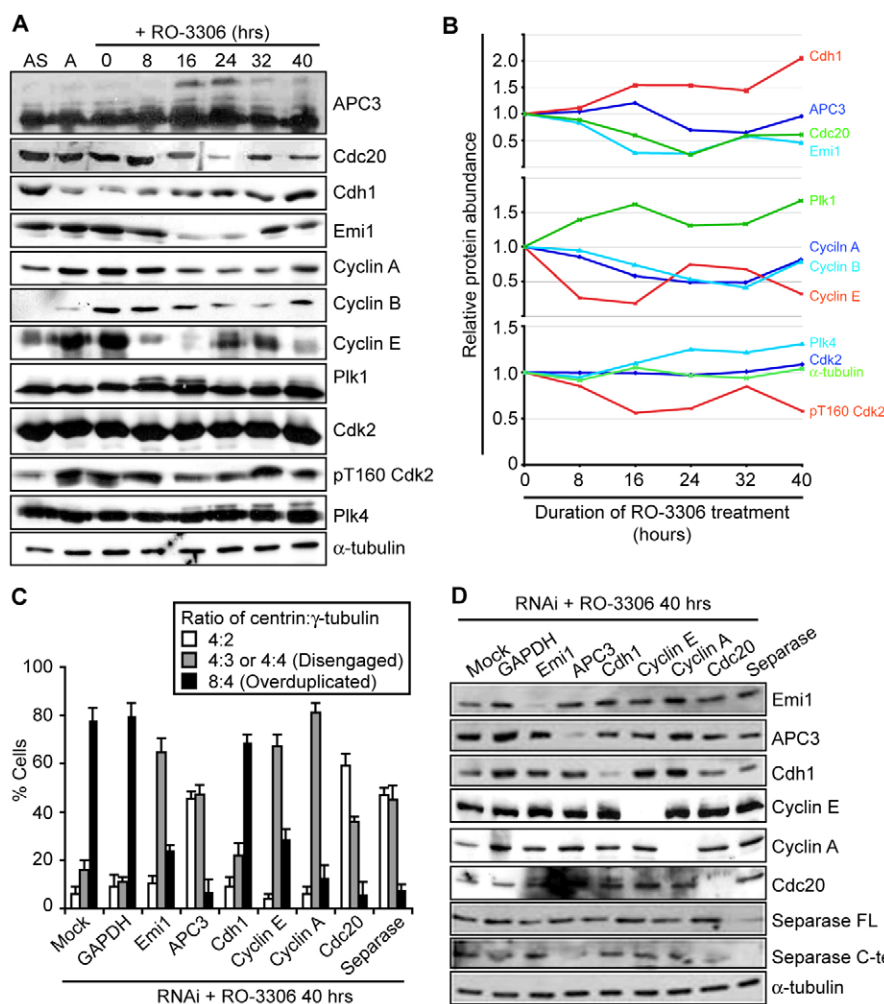 A
+ RO-3306 (hrs)
AS A 0 8 16 24 32 40
APC3
Cdc20
Cdh1
Emi1
Cyclin A
Cyclin B
Cyclin E
Plk1
Cdk2
pT160 Cdk2
Plk4
α-tubulin
B
Relative protein abundance
2.0
1.5
1.0
0.5
Cdh1
APC3
Cdc20
Emi1
1.5
1.0
0.5
Plk1
Cyciln A
Cyclin B
Cyclin E
1.5
1.0
0.5
0
Plk4
Cdk2
α-tubulin
pT160 Cdk2
0 8 16 24 32 40
Duration of RO-3306 treatment
(hours)
C
Ratio of centrin:γ-tubulin
4:2
4:3 or 4:4 (Disengaged)
8:4 (Overduplicated)
% Cells
100
80
60
40
20
0
Mock GAPDH Emi1 APC3 Cdh1 Cyclin E Cyclin A Cdc20 Separase
RNAi + RO-3306 40 hrs
D
RNAi + RO-3306 40 hrs
Mock GAPDH Emi1 APC3 Cdh1 Cyclin E Cyclin A Cdc20 Separase
Emi1
APC3
Cdh1
Cyclin E
Cyclin A
Cdc20
Separase FL
Separase C-te
α-tubulin